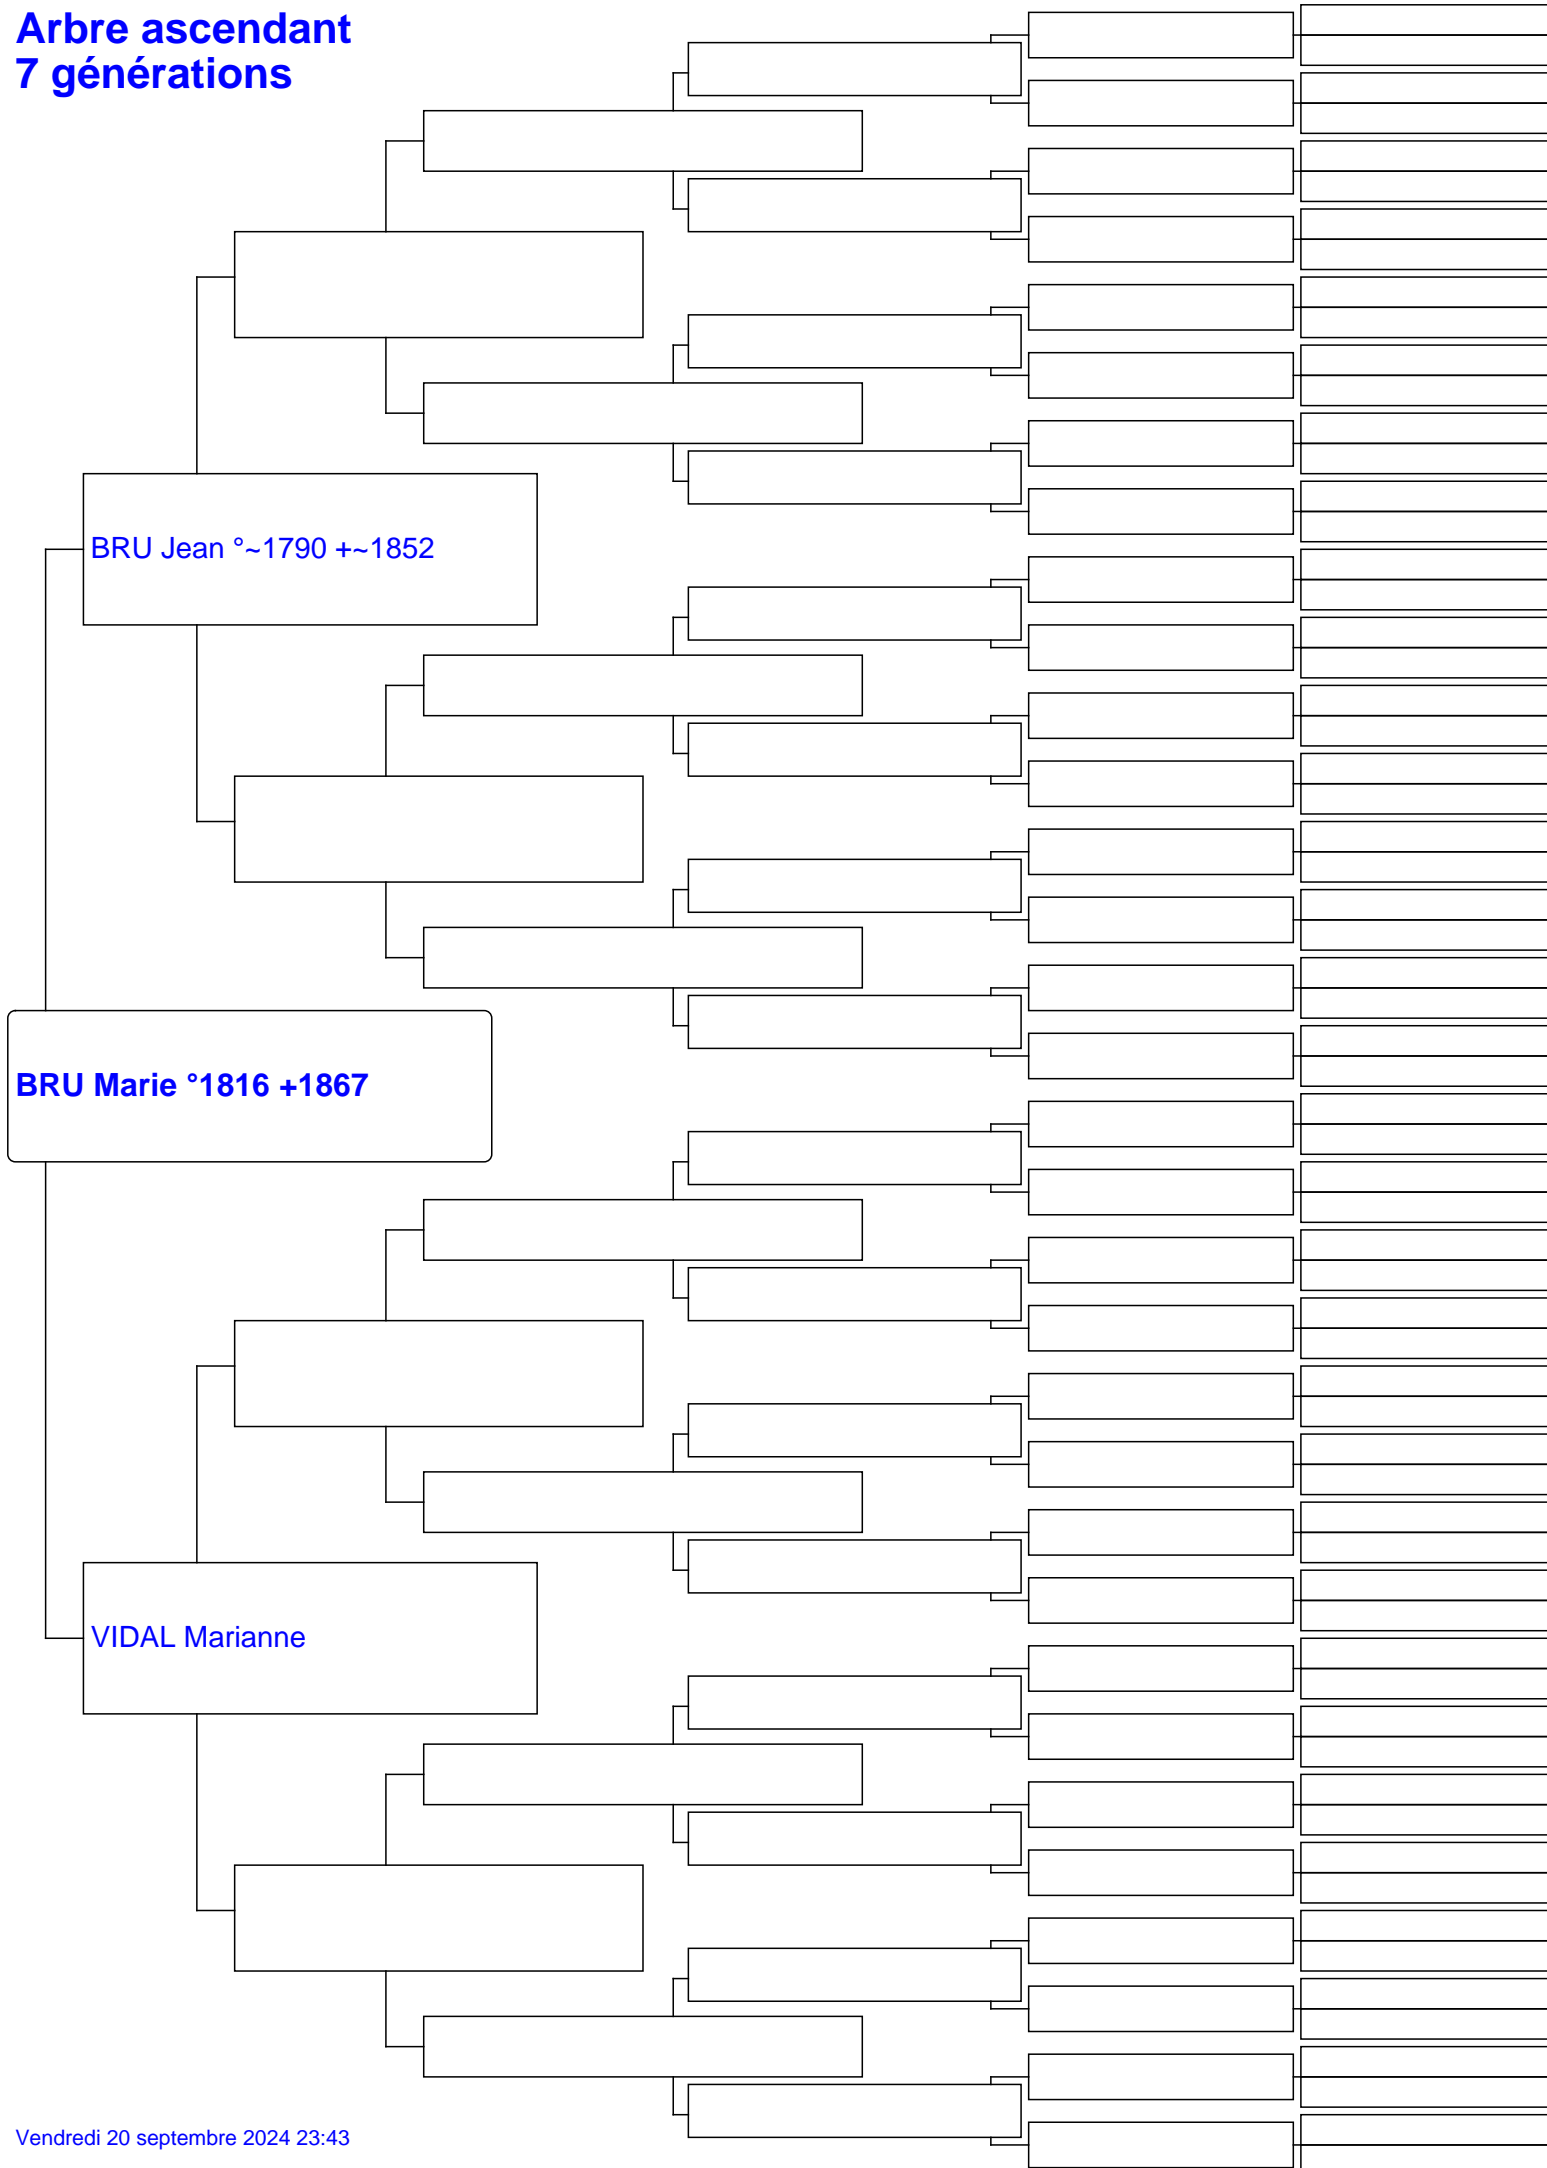 Arbre ascendant
7 générations
BRU Jean °~1790 +~1852
BRU Marie °1816 +1867
VIDAL Marianne
Vendredi 20 septembre 2024 23:43